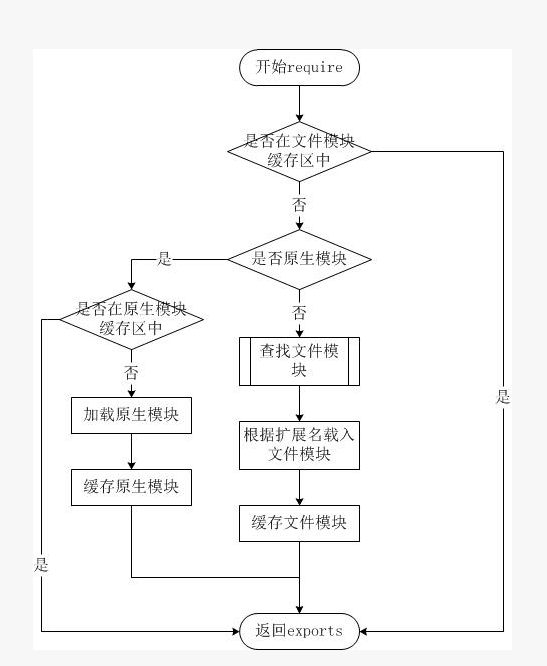 开始require
是否在文件模块
缓存区中
否
是
是否原生模块
是否在原生模块
缓存区中
否
查找文件模
块
否
加载原生模块
根据扩展名载入
文件模块
是
缓存原生模块
缓存文件模块
是
返回exports